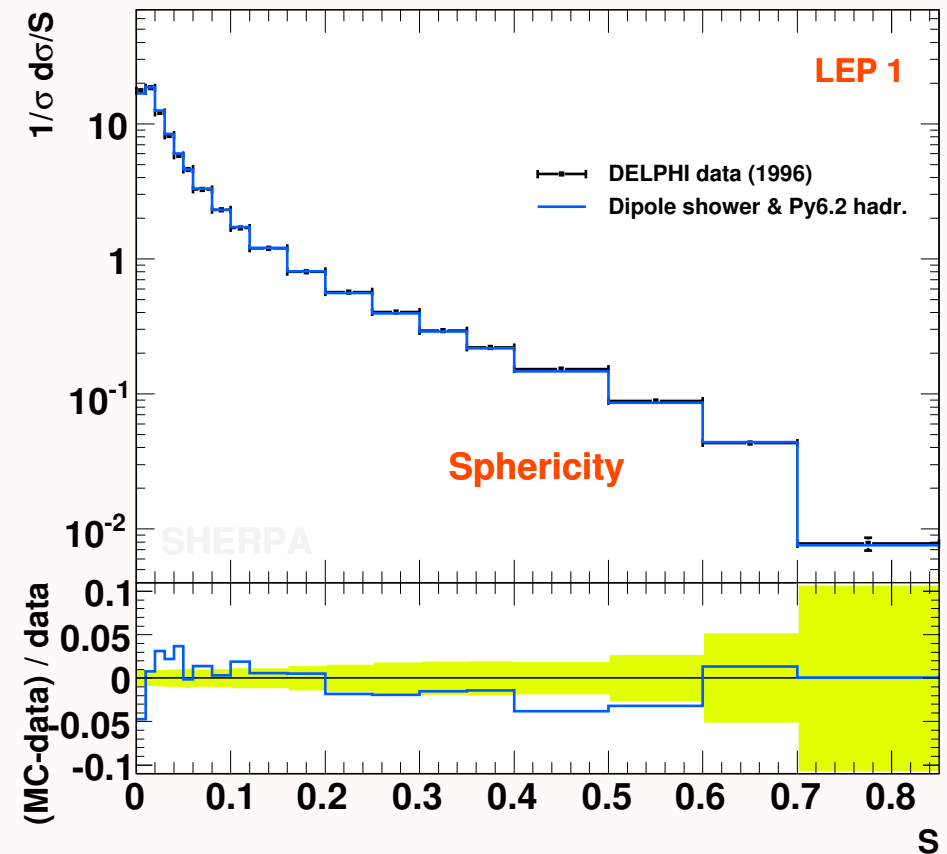 1/σ dσ/S
LEP 1
10
DELPHI data (1996)
Dipole shower & Py6.2 hadr.
1
10-1
Sphericity
10-2
SHERPA
(MC-data) / data
0.1
0.05
0
-0.05
-0.1
0 0.1 0.2 0.3 0.4 0.5 0.6 0.7 0.8
S